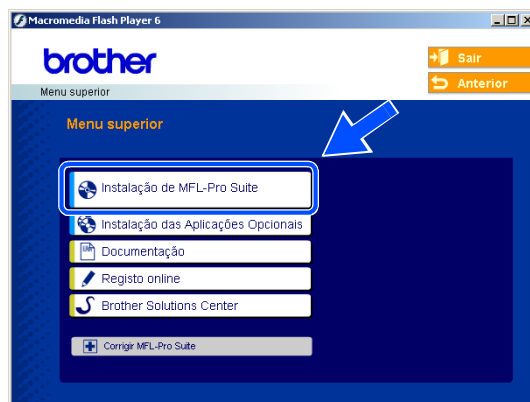 Macromedia Flash Player 6
brother
Sair
Anterior
Menu superior
Menu superior
Instalação de MFL-Pro Suite
Instalação das Aplicações Opcionais
Documentação
Registo online
Brother Solutions Center
Corrigir MFL-Pro Suite